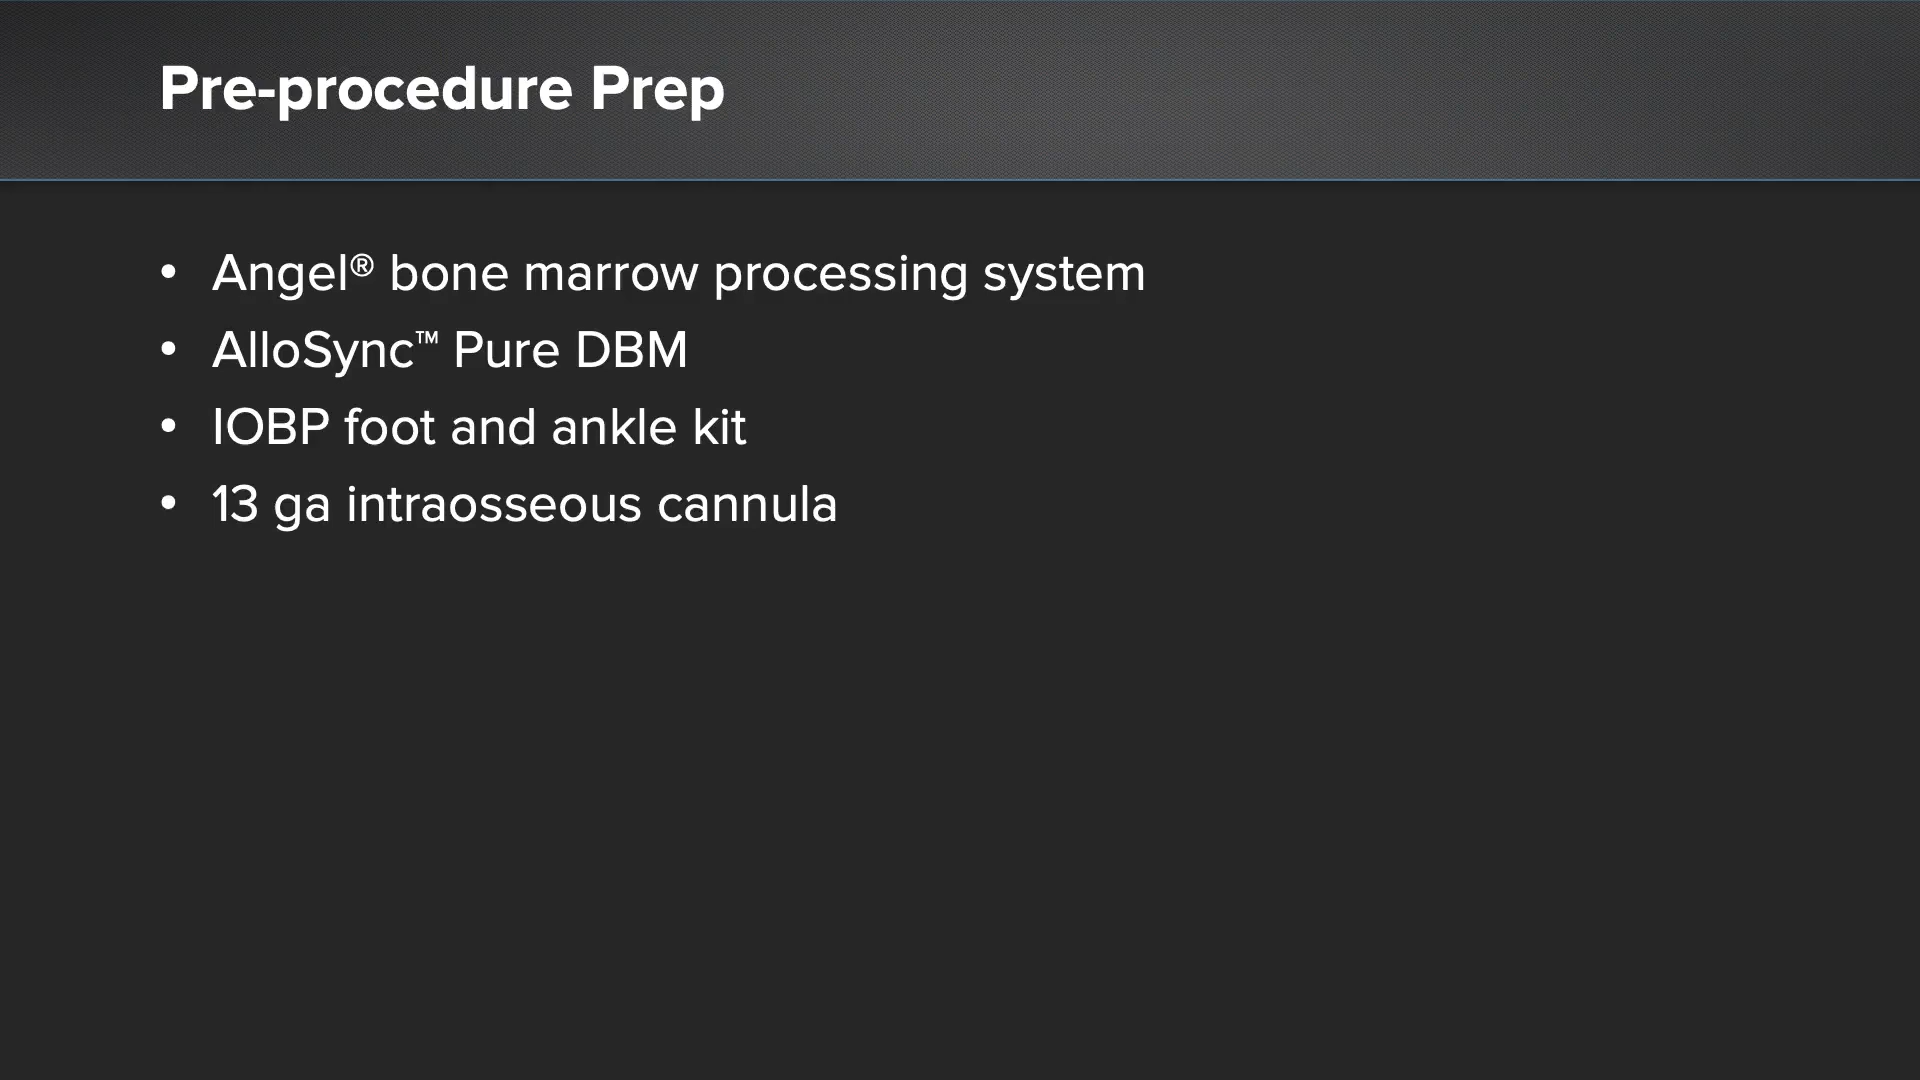 Pre-procedure Prep
• Angel® bone marrow processing system
• AlloSync™ Pure DBM
• IOBP foot and ankle kit
• 13 ga intraosseous cannula